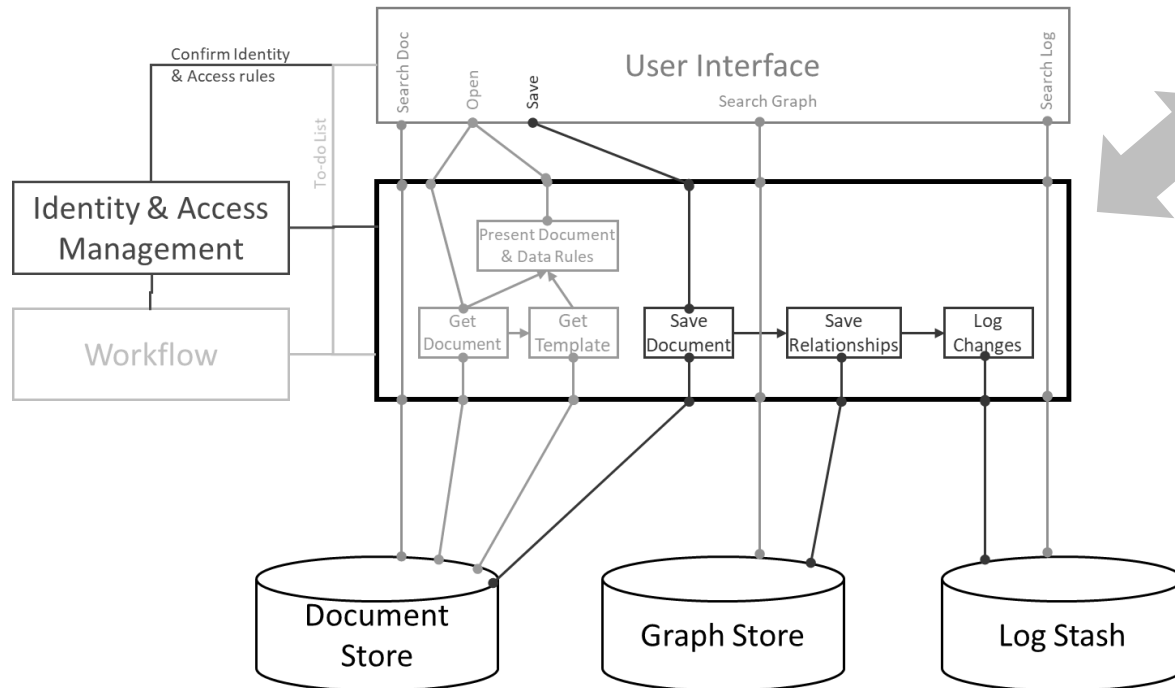 Confirm Identity
& Access rules
To-do List
Search Doc
Open
Save
User Interface
Search Graph
Search Log
Identity & Access
Management
Workflow
Present Document
& Data Rules
Get
Document
Get
Template
Save
Document
Save
Relationships
Log
Changes
Document
Store
Graph Store
Log Stash